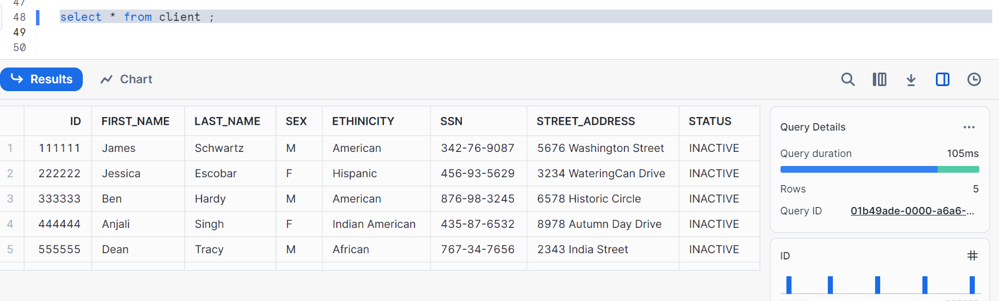 47
48 select * from client ;
49
50
Results Chart
ID FIRST_NAME LAST_NAME SEX ETHINICITY SSN STREET_ADDRESS STATUS
1 111111 James Schwartz M American 342-76-9087 5676 Washington Street INACTIVE
2 222222 Jessica Escobar F Hispanic 456-93-5629 3234 WateringCan Drive INACTIVE
3 333333 Ben Hardy M American 876-98-3245 6578 Historic Circle INACTIVE
4 444444 Anjali Singh F Indian American 435-87-6532 8978 Autumn Day Drive INACTIVE
5 555555 Dean Tracy M African 767-34-7656 2343 India Street INACTIVE
Query Details ...
Query duration 105ms
Rows 5
Query ID 01b49ade-0000-a6a6-...
ID #